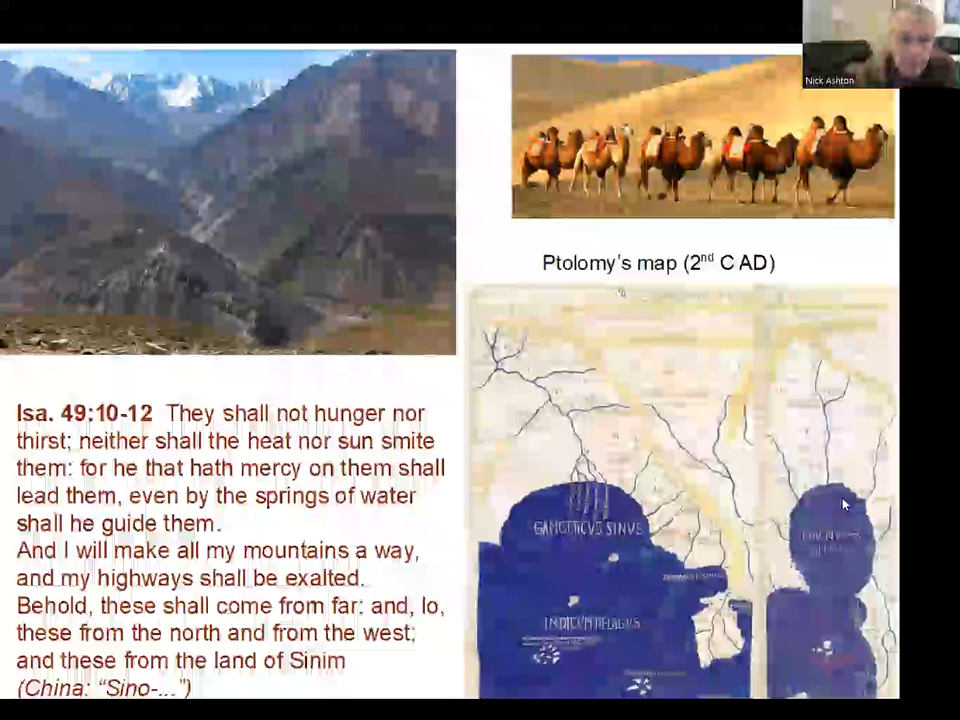 Nick Ashton
Ptolomy's map (2nd C AD)
Isa. 49:10-12 They shall not hunger nor
thirst; neither shall the heat nor sun smite
them: for he that hath mercy on them shall
lead them, even by the springs of water
shall he guide them.
And I will make all my mountains a way,
and my highways shall be exalted.
Behold, these shall come from far: and, lo,
these from the north and from the west;
and these from the land of Sinim
(China: "Sino-...")
GANGETICUS SINUS
INDICUM PELAGUS